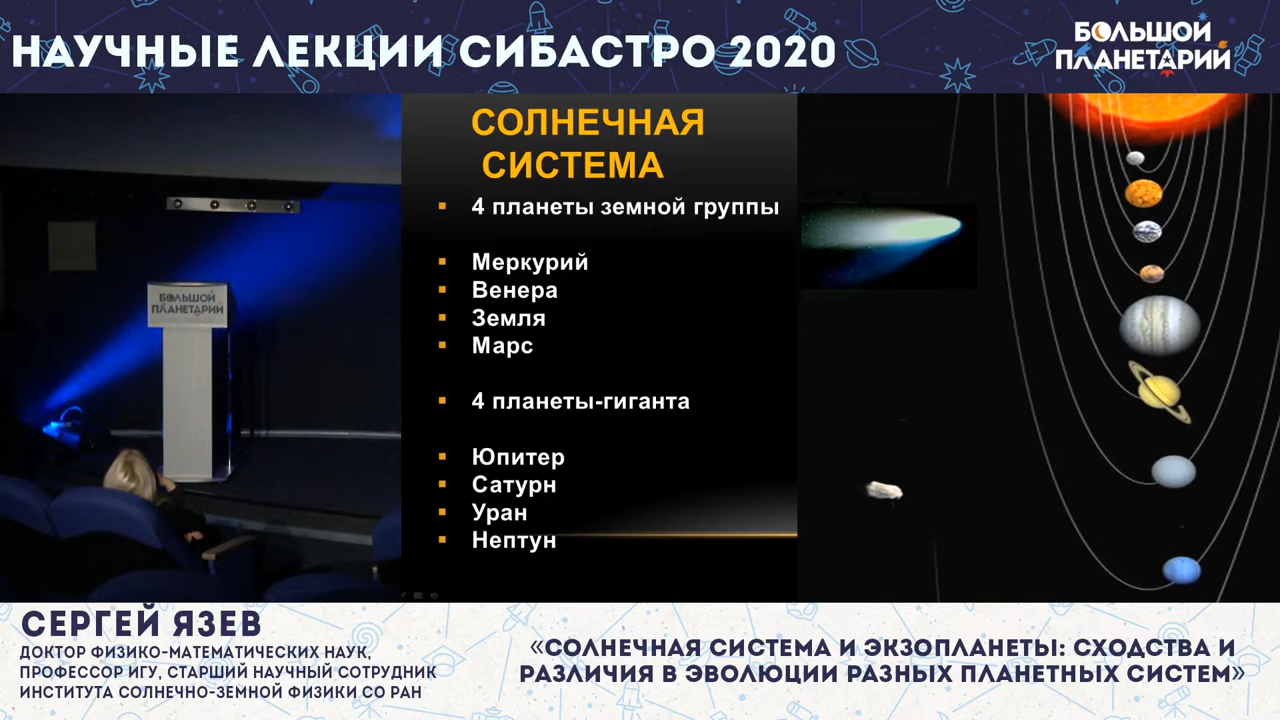 НАУЧНЫЕ ЛЕКЦИИ СИБАСТРО 2020
БОЛЬШОЙ
ПЛАНЕТАРИЙ
СОЛНЕЧНАЯ
СИСТЕМА
▪ 4 планеты земной группы
▪ Меркурий
▪ Венера
▪ Земля
▪ Марс
▪ 4 планеты-гиганта
▪ Юпитер
▪ Сатурн
▪ Уран
▪ Нептун
БОЛЬШОЙ
ПЛАНЕТАРИЙ
СЕРГЕЙ ЯЗЕВ
ДОКТОР ФИЗИКО-МАТЕМАТИЧЕСКИХ НАУК,
ПРОФЕССОР ИГУ, СТАРШИЙ НАУЧНЫЙ СОТРУДНИК
ИНСТИТУТА СОЛНЕЧНО-ЗЕМНОЙ ФИЗИКИ СО РАН
«СОЛНЕЧНАЯ СИСТЕМА И ЭКЗОПЛАНЕТЫ: СХОДСТВА И
РАЗЛИЧИЯ В ЭВОЛЮЦИИ РАЗНЫХ ПЛАНЕТНЫХ СИСТЕМ»